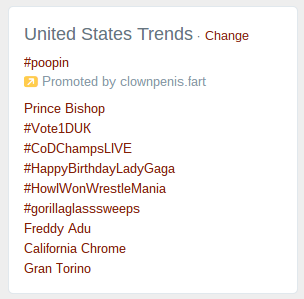 United States Trends · Change
#poopin
Promoted by clownpenis.fart
Prince Bishop
#Vote1DUK
#CoDChampsLIVE
#HappyBirthdayLadyGaga
#HowIWonWrestleMania
#gorillaglasssweeps
Freddy Adu
California Chrome
Gran Torino